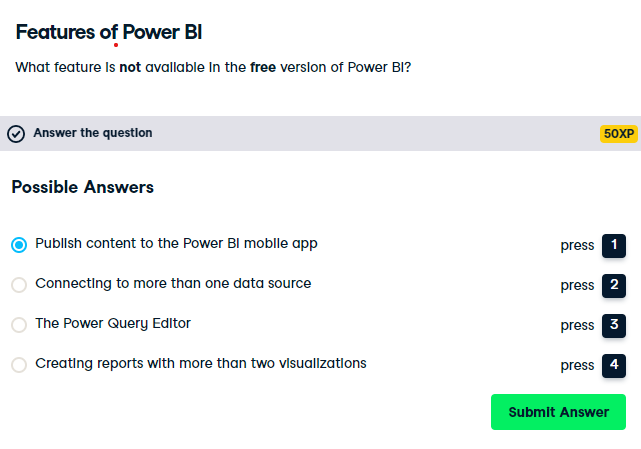 Features of Power BI
What feature is not available in the free version of Power BI?
Answer the question
50XP
Possible Answers
Publish content to the Power BI mobile app
press 1
Connecting to more than one data source
press 2
The Power Query Editor
press 3
Creating reports with more than two visualizations
press 4
Submit Answer